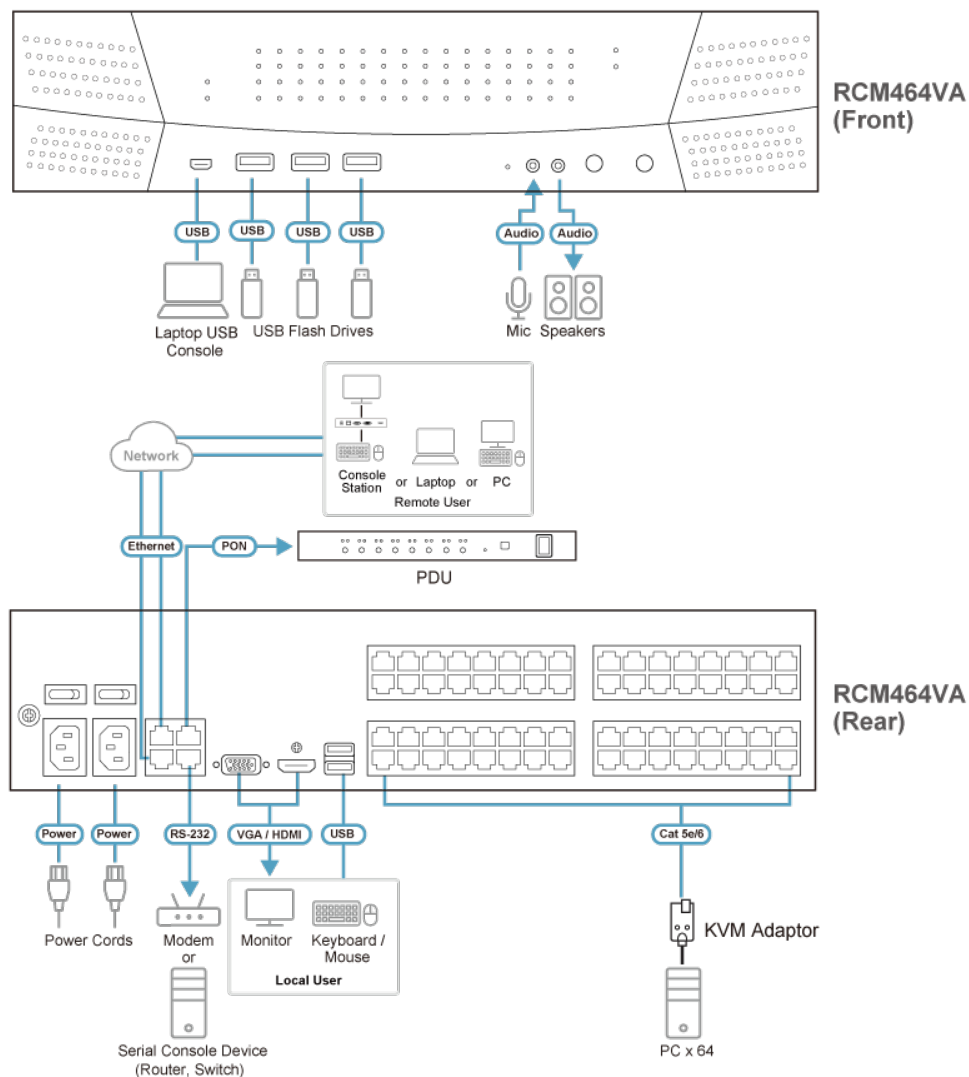 RCM464VA
(Front)
USB
USB
USB
USB
Audio
Audio
Laptop USB
Console
USB Flash Drives
Mic
Speakers
Network
Console
Station
or
Laptop
or
PC
Remote User
Ethernet
PON
PDU
RCM464VA
(Rear)
Power
Power
RS-232
VGA / HDMI
USB
Cat 5e/6
Power Cords
Modem
or
Serial Console Device
(Router, Switch)
Monitor
Keyboard /
Mouse
Local User
KVM Adaptor
PC x 64